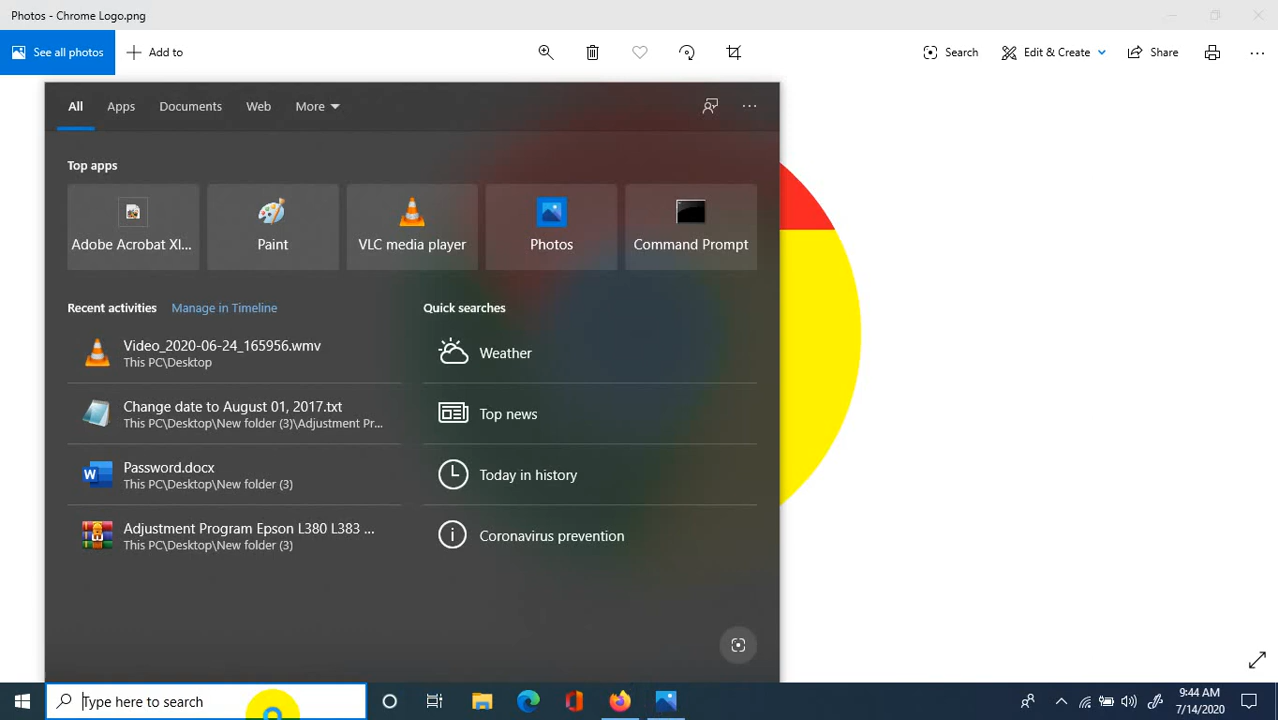 Photos - Chrome Logo.png
See all photos
Add to
Search
Edit & Create
Share
All
Apps
Documents
Web
More
Top apps
Adobe Acrobat XI...
Paint
VLC media player
Photos
Command Prompt
Recent activities
Manage in Timeline
Quick searches
Video_2020-06-24_165956.wmv
This PC\Desktop
Weather
Change date to August 01, 2017.txt
This PC\Desktop\New folder (3)\Adjustment Pr...
Top news
Password.docx
This PC\Desktop\New folder (3)
Today in history
Adjustment Program Epson L380 L383 ...
This PC\Desktop\New folder (3)
Coronavirus prevention
Type here to search
9:44 AM
7/14/2020